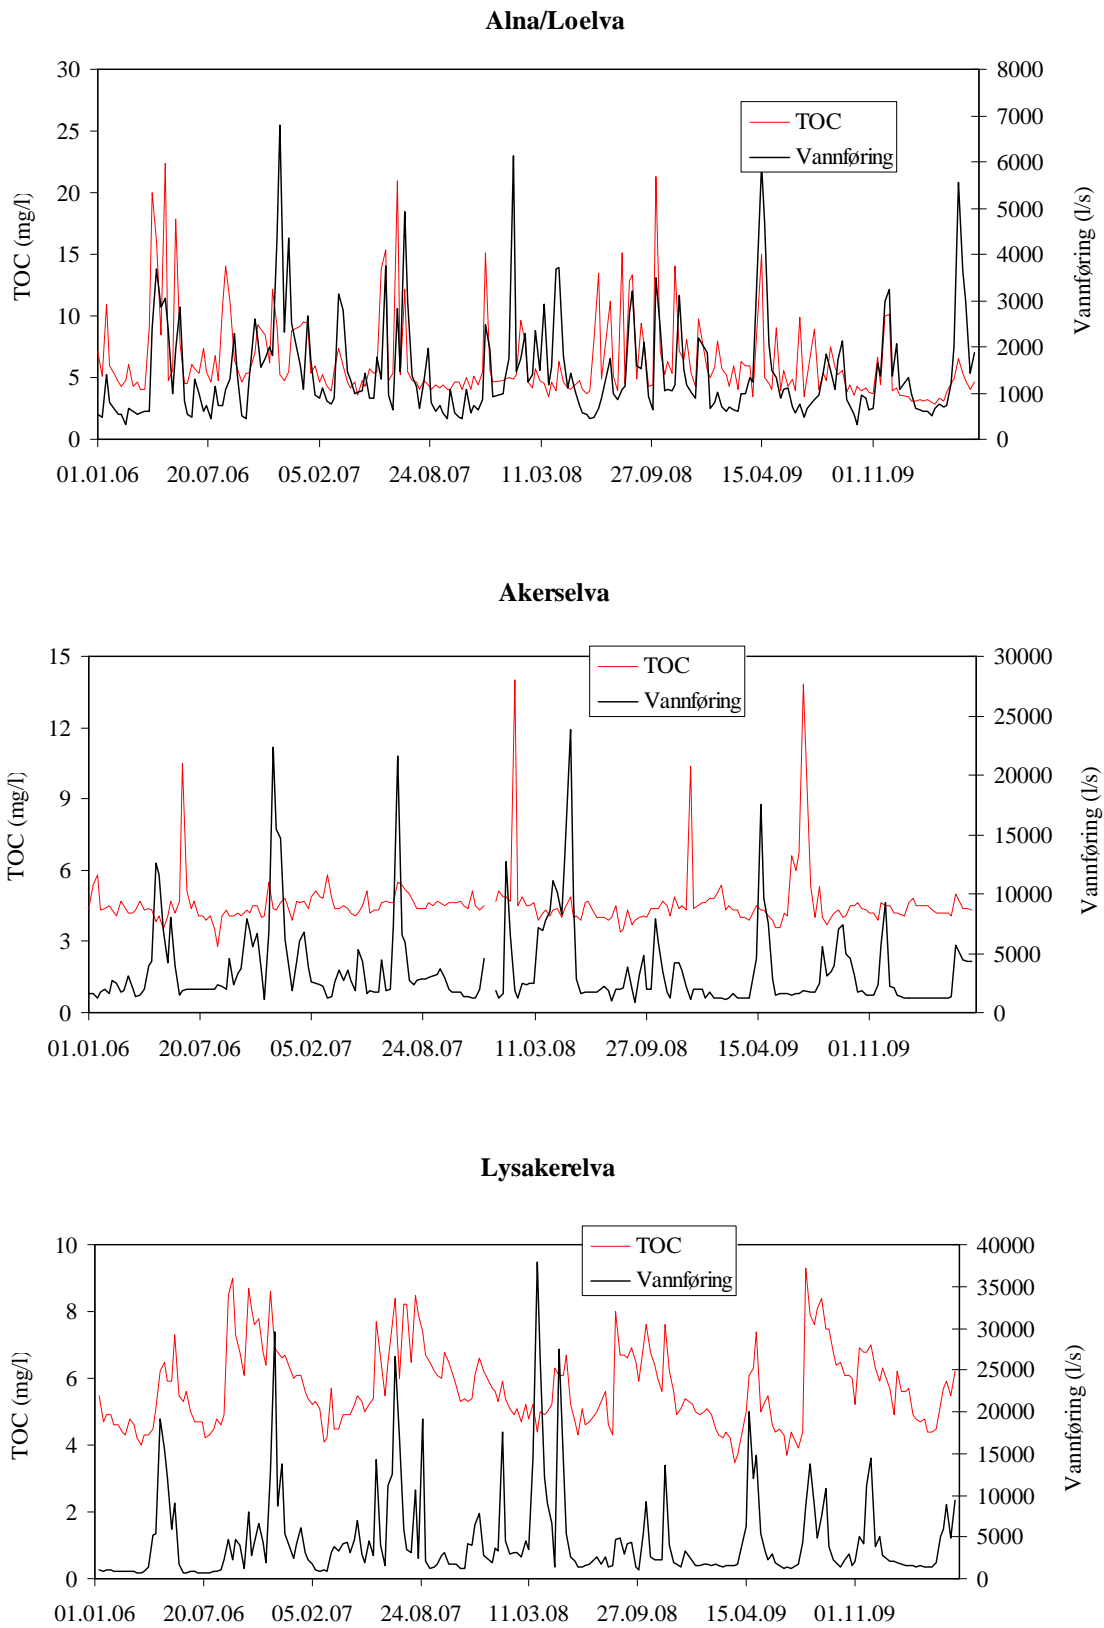 Alna/Loelva
30
25
20
15
10
5
0
TOC (mg/l)
8000
7000
6000
5000
4000
3000
2000
1000
0
Vannføring (l/s)
TOC
Vannføring
01.01.06 20.07.06 05.02.07 24.08.07 11.03.08 27.09.08 15.04.09 01.11.09
Akerselva
15
12
9
6
3
0
TOC (mg/l)
30000
25000
20000
15000
10000
5000
0
Vannføring (l/s)
TOC
Vannføring
01.01.06 20.07.06 05.02.07 24.08.07 11.03.08 27.09.08 15.04.09 01.11.09
Lysakerelva
10
8
6
4
2
0
TOC (mg/l)
40000
35000
30000
25000
20000
15000
10000
5000
0
Vannføring (l/s)
TOC
Vannføring
01.01.06 20.07.06 05.02.07 24.08.07 11.03.08 27.09.08 15.04.09 01.11.09